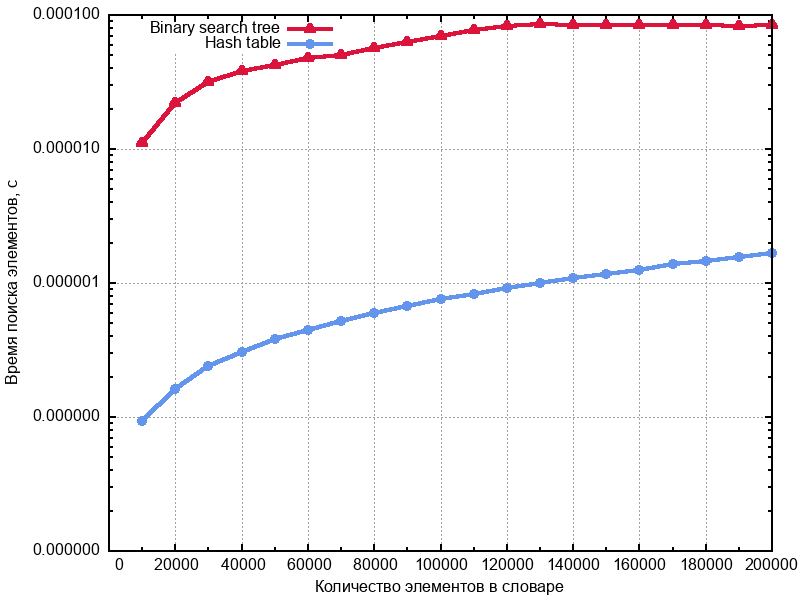 0.000100
Binary search tree
Hash table
0.000010
0.000001
0.000000
0.000000
Время поиска элементов, с
0 20000 40000 60000 80000 100000 120000 140000 160000 180000 200000
Количество элементов в словаре